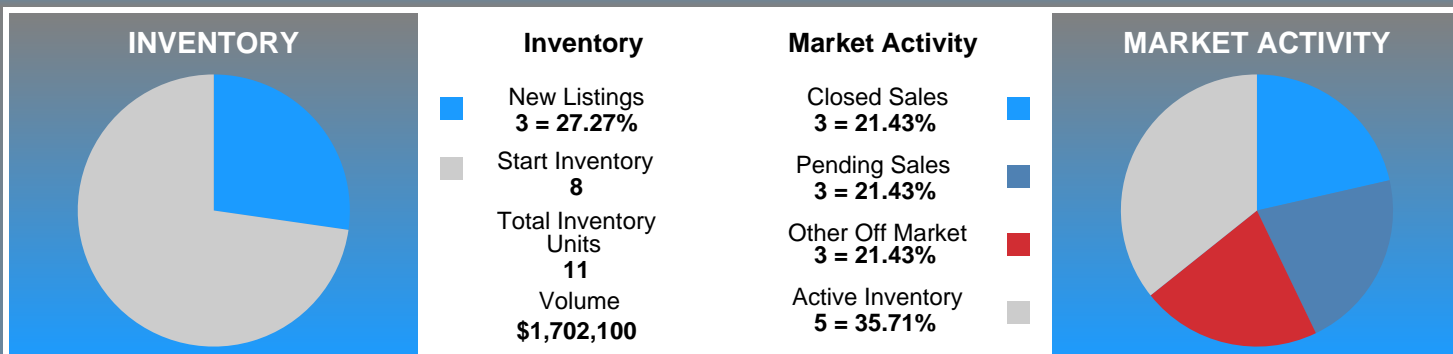 INVENTORY
Inventory
New Listings
3 = 27.27%
Start Inventory
8
Total Inventory
Units
11
Volume
$1,702,100
Market Activity
Closed Sales
3 = 21.43%
Pending Sales
3 = 21.43%
Other Off Market
3 = 21.43%
Active Inventory
5 = 35.71%
MARKET ACTIVITY